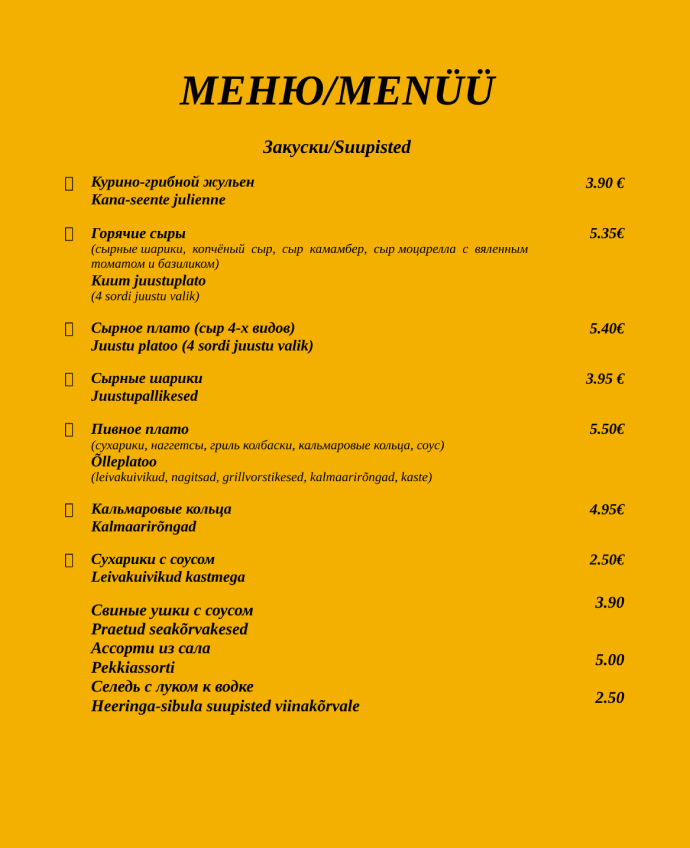 МЕНЮ/MENÜÜ
Закуски/Suupisted
Курино-грибной жульен 3.90 €
Kana-seente julienne
Горячие сыры 5.35€
(сырные шарики, копчёный сыр, сыр камамбер, сыр моцарелла с вяленным
томатом и базиликом)
Kuum juustuplato
(4 sordi juustu valik)
Сырное плато (сыр 4-х видов) 5.40€
Juustu platoo (4 sordi juustu valik)
Сырные шарики 3.95 €
Juustupallikesed
Пивное плато 5.50€
(сухарики, наггетсы, гриль колбаски, кальмаровые кольца, соус)
Õlleplatoo
(leivakuivikud, nagitsad, grillvorstikesed, kalmaarirõngad, kaste)
Кальмаровые кольца 4.95€
Kalmaarirõngad
Сухарики с соусом 2.50€
Leivakuivikud kastmega
Свиные ушки с соусом 3.90
Praetud seakõrvakesed
Ассорти из сала
Pekkiassorti 5.00
Селедь с луком к водке
Heeringa-sibula suupisted viinakõrvale 2.50